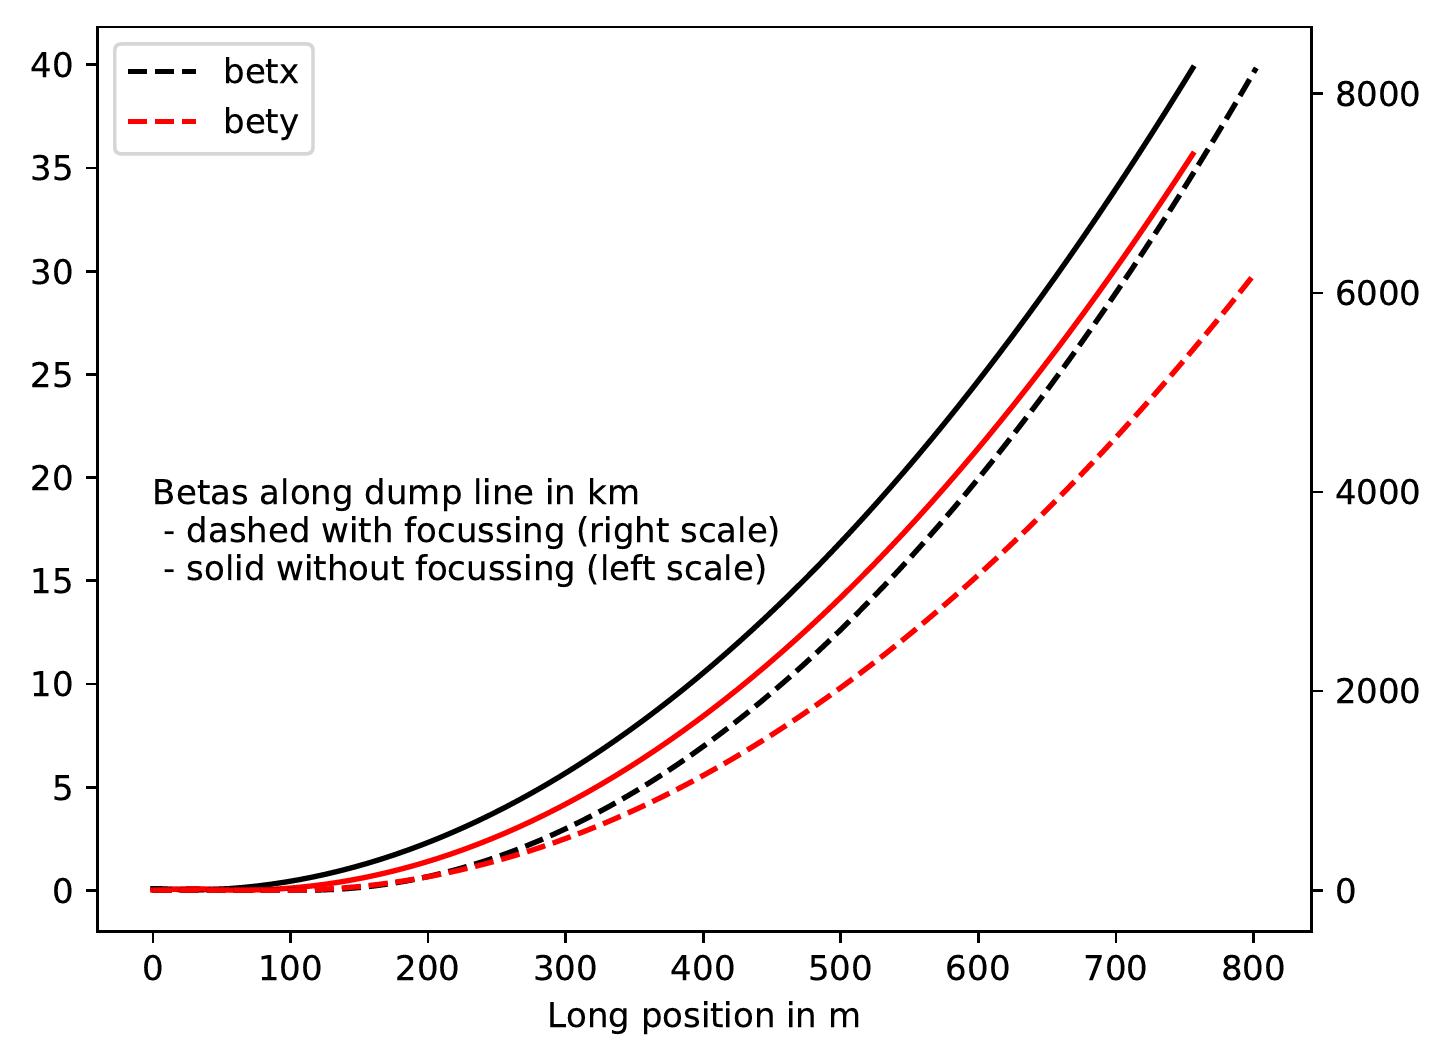 betx
bety
40
35
30
25
20
15
10
5
0
8000
6000
4000
2000
0
Betas along dump line in km
- dashed with focussing (right scale)
- solid without focussing (left scale)
0 100 200 300 400 500 600 700 800
Long position in m